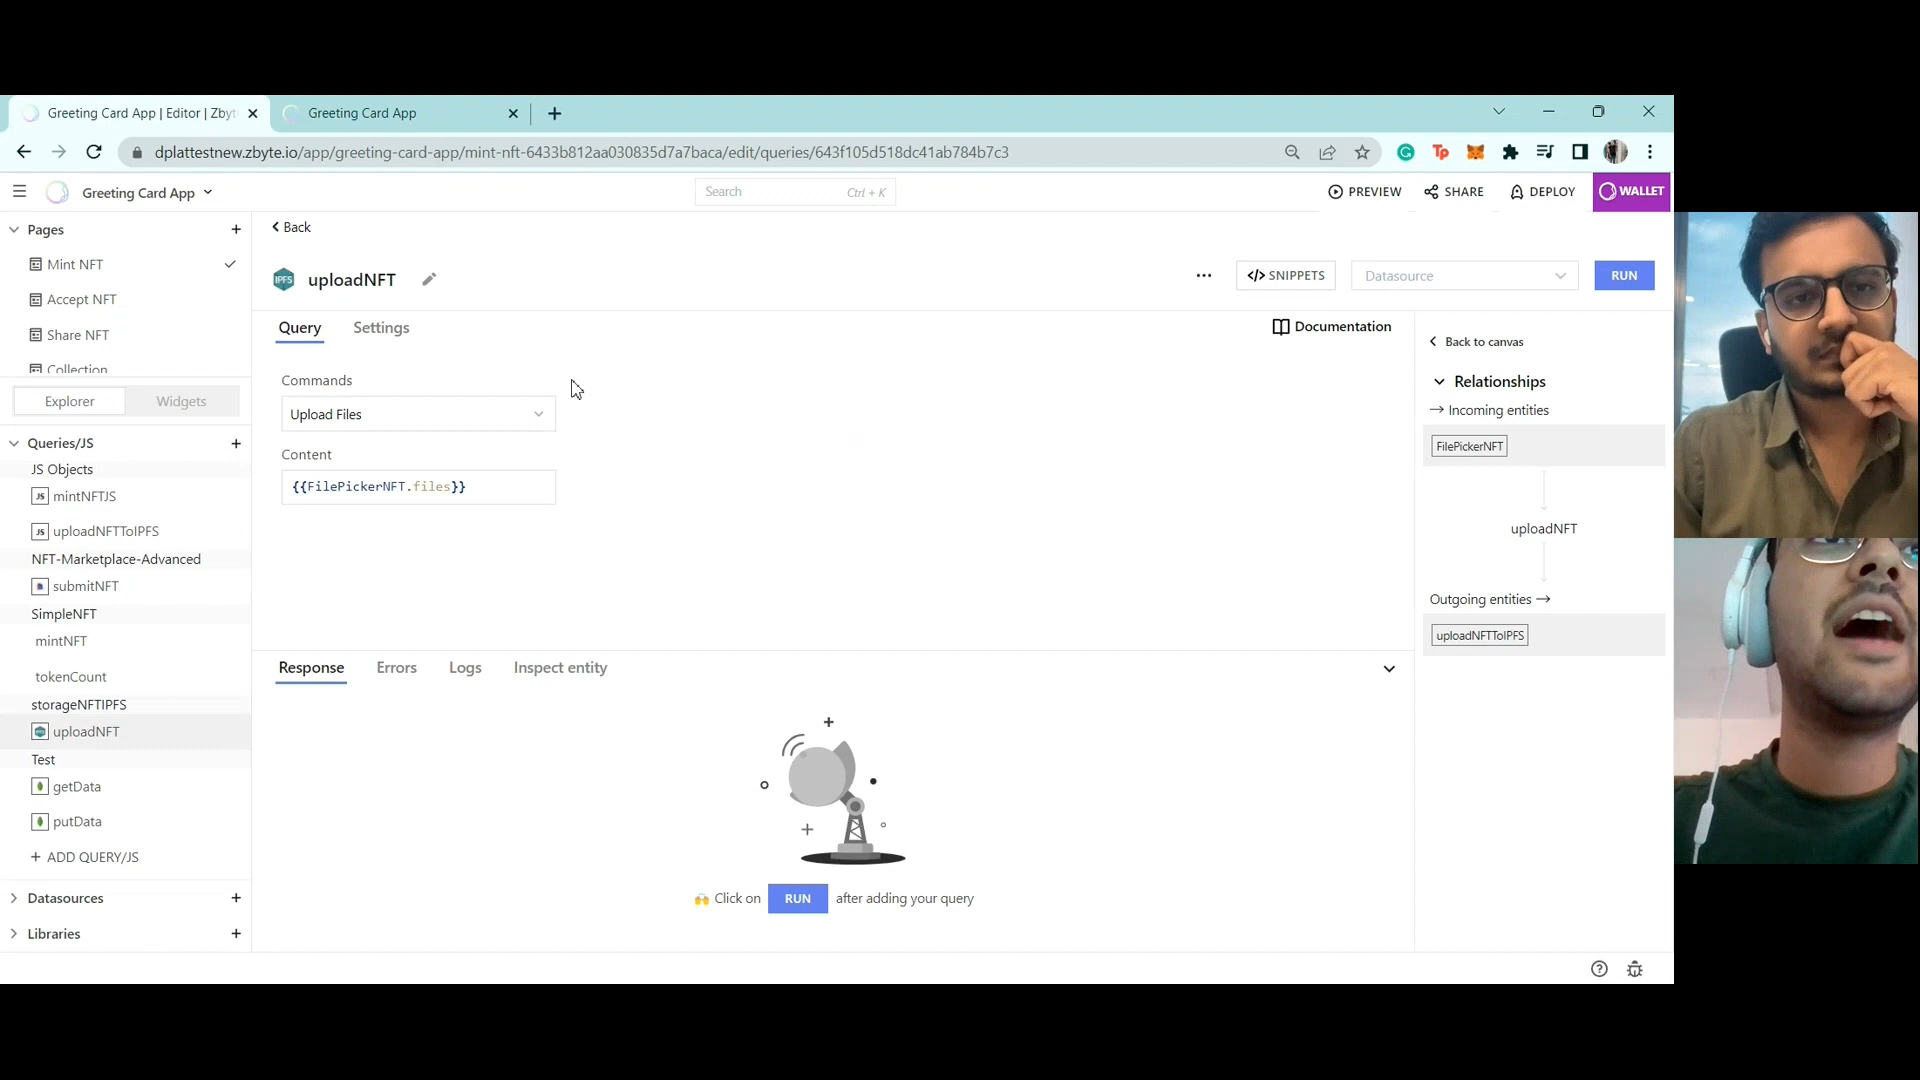 Greeting Card App | Editor | Zbyt
Greeting Card App
dplattestnew.zbyte.io/app/greeting-card-app/mint-nft-6433b812aa030835d7a7baca/edit/queries/643f105d518dc41ab784b7c3
Greeting Card App
Search
Ctrl + K
PREVIEW
SHARE
DEPLOY
WALLET
Pages
Mint NFT
Accept NFT
Share NFT
Collection
Explorer
Widgets
Queries/JS
JS Objects
JS mintNFTJS
JS uploadNFTToIPFS
NFT-Marketplace-Advanced
submitNFT
SimpleNFT
mintNFT
tokenCount
storageNFTIPFS
uploadNFT
Test
getData
putData
+ ADD QUERY/JS
Datasources
Libraries
Back
IPFS uploadNFT
</> SNIPPETS
Datasource
RUN
Query
Settings
Documentation
Commands
Upload Files
Content
{{FilePickerNFT.files}}
Response
Errors
Logs
Inspect entity
🙌 Click on RUN after adding your query
Back to canvas
Relationships
→ Incoming entities
FilePickerNFT
uploadNFT
Outgoing entities →
uploadNFTToIPFS